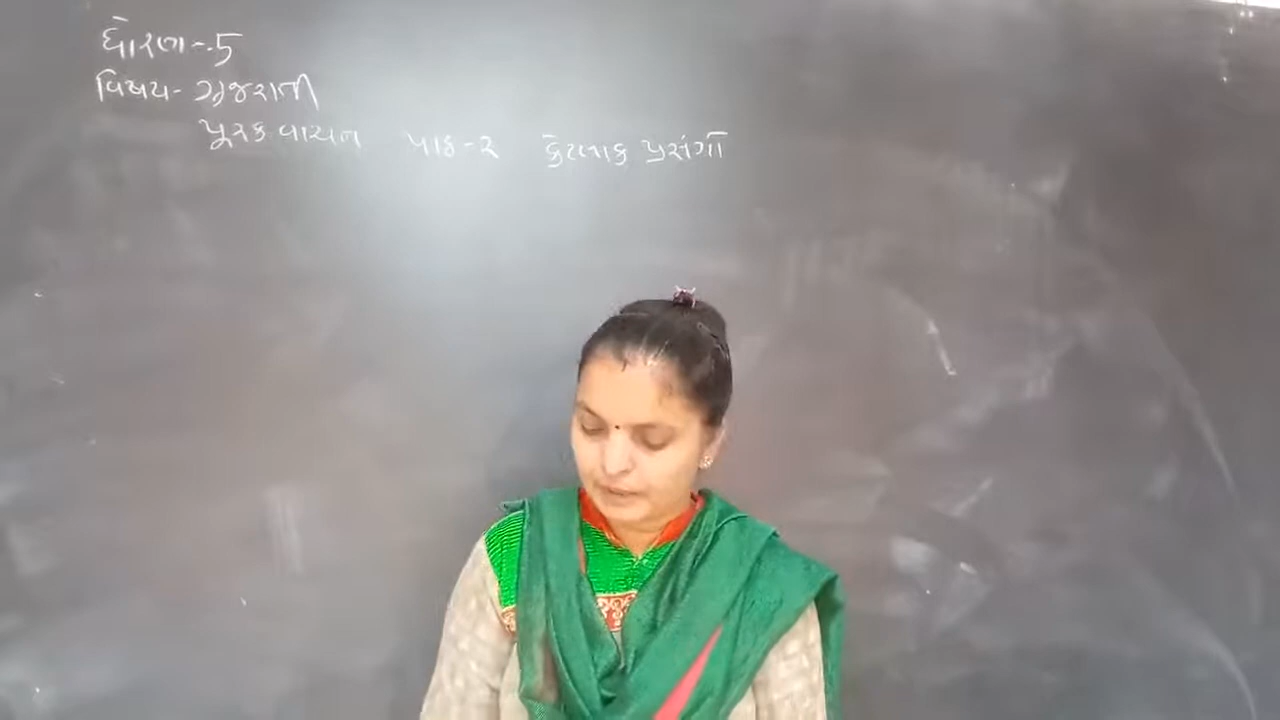 ધોરણ-5
વિષય- ગુજરાતી
પૂરક વાચન પાઠ-૨ કેટલાક પ્રસંગો